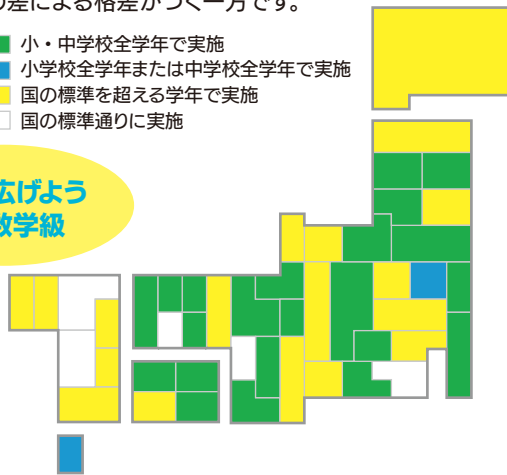 の差による格差がつく一方です。
小・中学校全学年で実施
小学校全学年または中学校全学年で実施
国の標準を超える学年で実施
国の標準通りに実施
広げよう
数学級